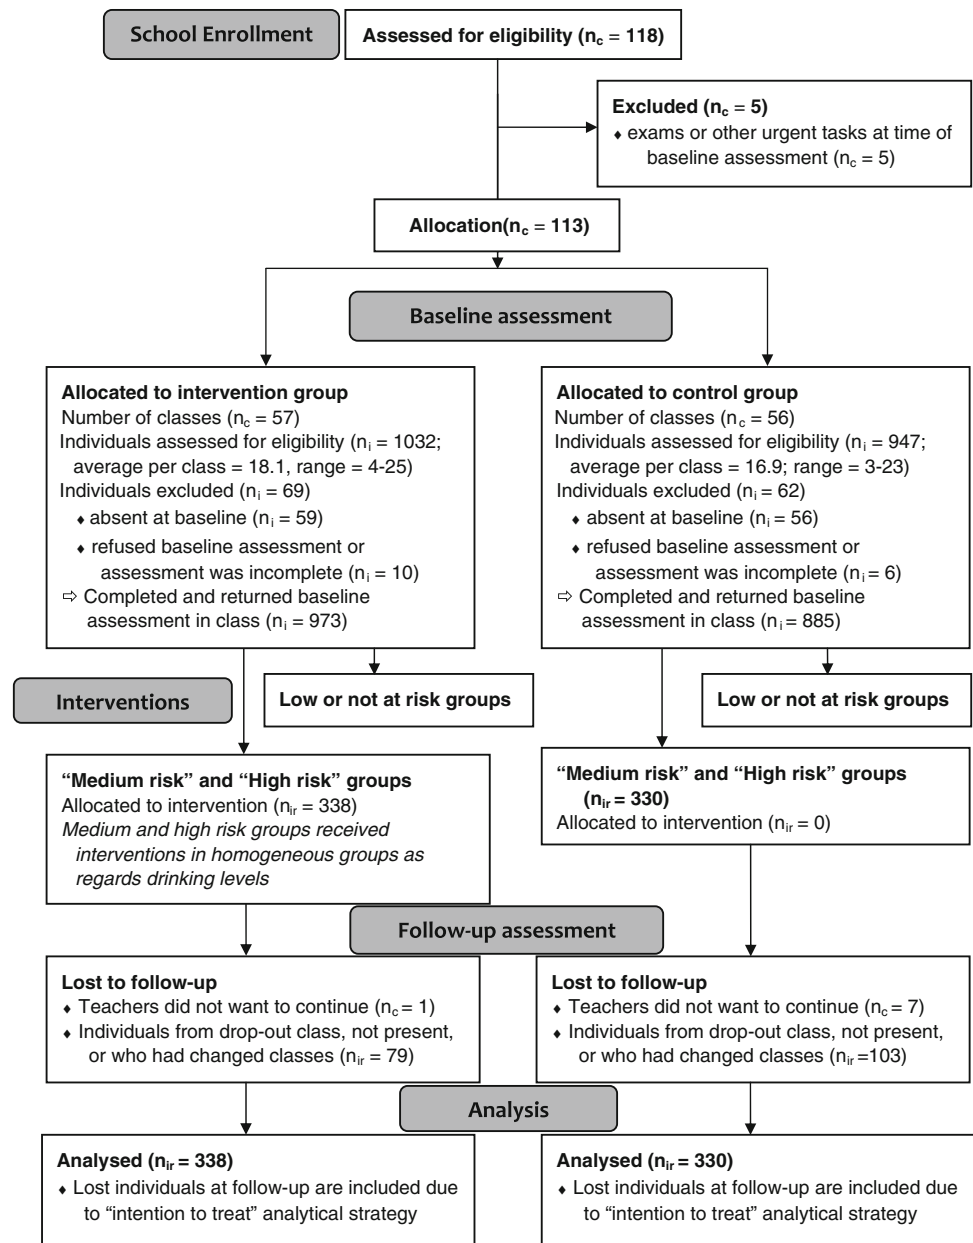 School Enrollment
Assessed for eligibility (nc = 118)
Excluded (nc = 5)
♦ exams or other urgent tasks at time of
baseline assessment (nc = 5)
Allocation(nc = 113)
Baseline assessment
Allocated to intervention group
Number of classes (nc = 57)
Individuals assessed for eligibility (ni = 1032;
average per class = 18.1, range = 4-25)
Individuals excluded (ni = 69)
♦ absent at baseline (ni = 59)
♦ refused baseline assessment or
assessment was incomplete (ni = 10)
⇨ Completed and returned baseline
assessment in class (ni = 973)
Allocated to control group
Number of classes (nc = 56)
Individuals assessed for eligibility (ni = 947;
average per class = 16.9; range = 3-23)
Individuals excluded (ni = 62)
♦ absent at baseline (ni = 56)
♦ refused baseline assessment or
assessment was incomplete (ni = 6)
⇨ Completed and returned baseline
assessment in class (ni = 885)
Interventions
Low or not at risk groups
Low or not at risk groups
“Medium risk” and “High risk” groups
Allocated to intervention (nir = 338)
Medium and high risk groups received
interventions in homogeneous groups as
regards drinking levels
“Medium risk” and “High risk” groups
(nir = 330)
Allocated to intervention (nir = 0)
Follow-up assessment
Lost to follow-up
♦ Teachers did not want to continue (nc = 1)
♦ Individuals from drop-out class, not present,
or who had changed classes (nir = 79)
Lost to follow-up
♦ Teachers did not want to continue (nc = 7)
♦ Individuals from drop-out class, not present,
or who had changed classes (nir =103)
Analysis
Analysed (nir = 338)
♦ Lost individuals at follow-up are included due
to “intention to treat” analytical strategy
Analysed (nir = 330)
♦ Lost individuals at follow-up are included due
to “intention to treat” analytical strategy